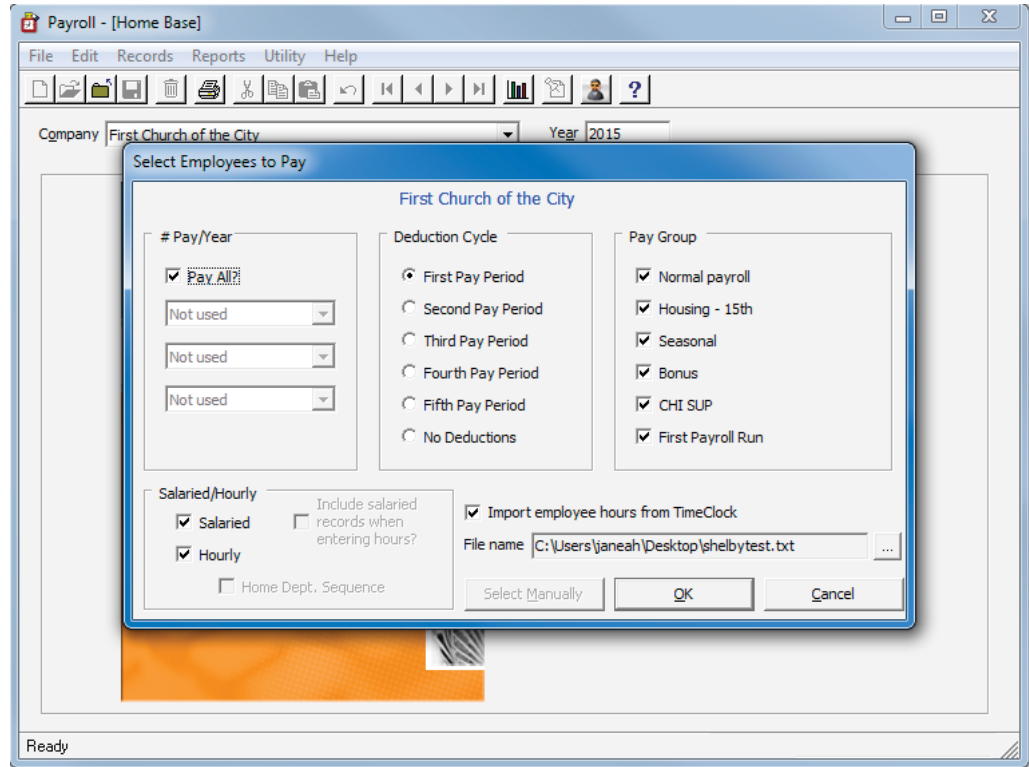 Payroll - [Home Base]
File Edit Records Reports Utility Help
?
Company First Church of the City Year 2015
Select Employees to Pay
First Church of the City
# Pay/Year
Pay All?
Not used
Not used
Not used
Deduction Cycle
First Pay Period
Second Pay Period
Third Pay Period
Fourth Pay Period
Fifth Pay Period
No Deductions
Pay Group
Normal payroll
Housing - 15th
Seasonal
Bonus
CHI SUP
First Payroll Run
Salaried/Hourly
Salaried
Hourly
Include salaried
records when
entering hours?
Home Dept. Sequence
Import employee hours from TimeClock
File name C:\Users\janeah\Desktop\shelbytest.txt ...
Select Manually OK Cancel
Ready